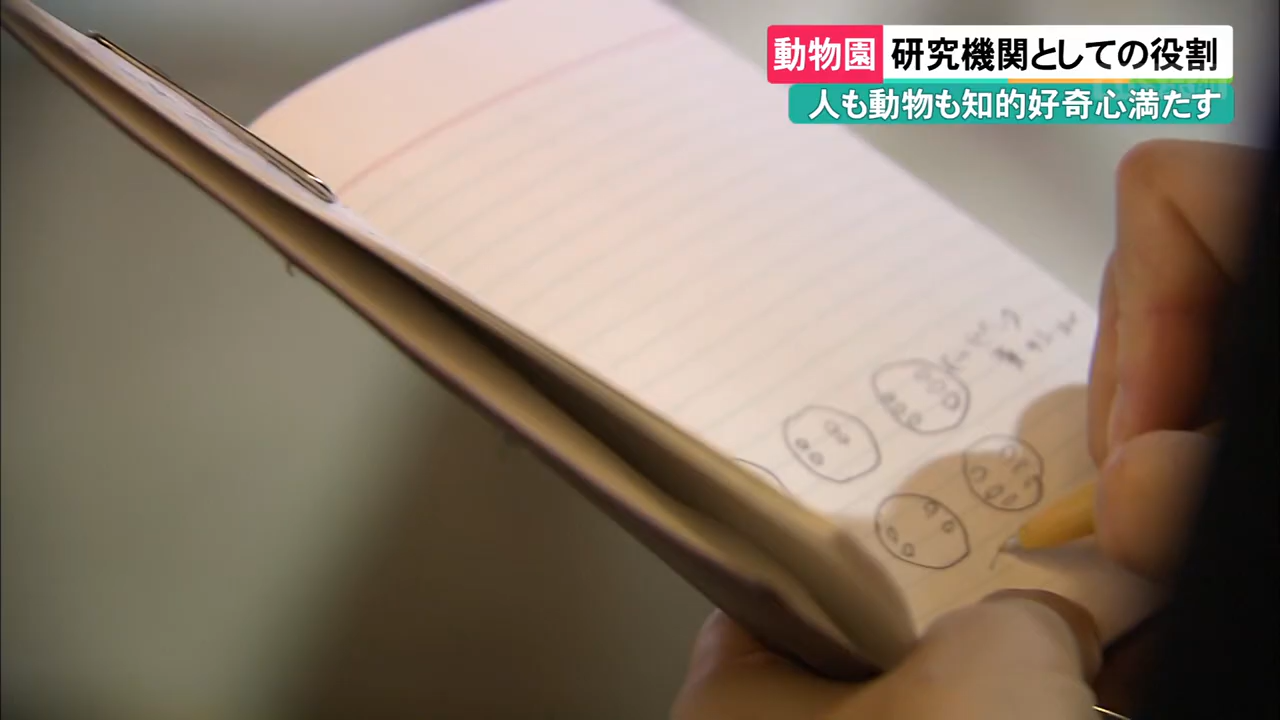 動物園 研究機関としての役割
人も動物も知的好奇心満たす